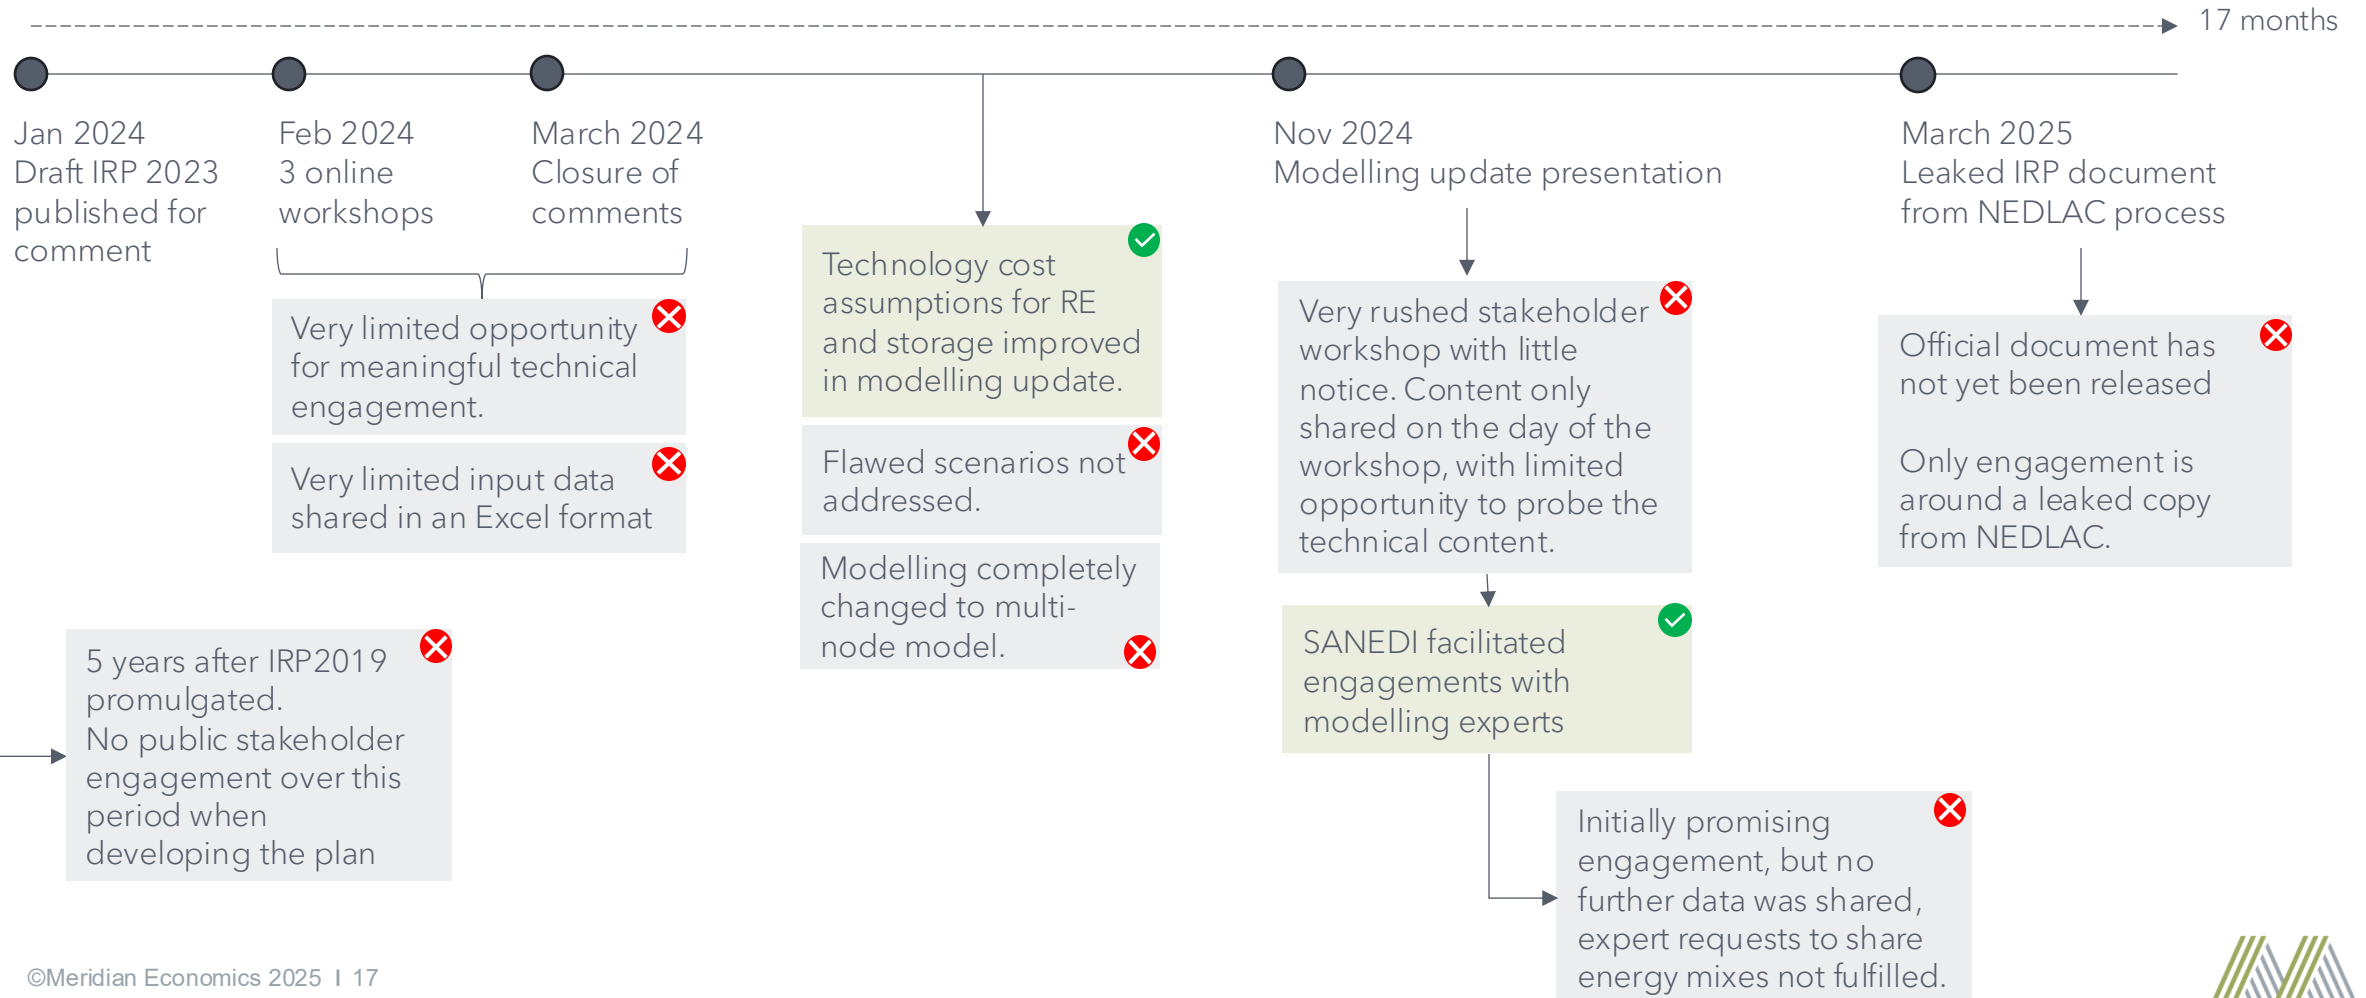 17 months
Jan 2024
Draft IRP 2023
published for
comment
Feb 2024
3 online
workshops
March 2024
Closure of
comments
Nov 2024
Modelling update presentation
March 2025
Leaked IRP document
from NEDLAC process
Very limited opportunity
for meaningful technical
engagement.
Very limited input data
shared in an Excel format
5 years after IRP2019
promulgated.
No public stakeholder
engagement over this
period when
developing the plan
Technology cost
assumptions for RE
and storage improved
in modelling update.
Flawed scenarios not
addressed.
Modelling completely
changed to multi-
node model.
Very rushed stakeholder
workshop with little
notice. Content only
shared on the day of the
workshop, with limited
opportunity to probe the
technical content.
SANEDI facilitated
engagements with
modelling experts
Initially promising
engagement, but no
further data was shared,
expert requests to share
energy mixes not fulfilled.
Official document has
not yet been released
Only engagement is
around a leaked copy
from NEDLAC.
©Meridian Economics 2025 I 17